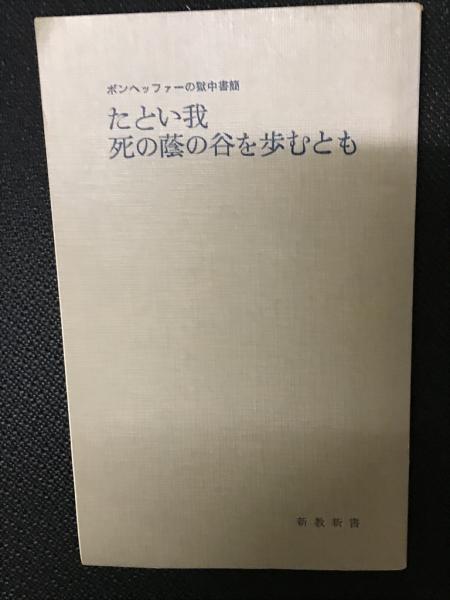 ボンヘッファーの獄中書簡
たとい我
死の蔭の谷を歩むとも
新教新書